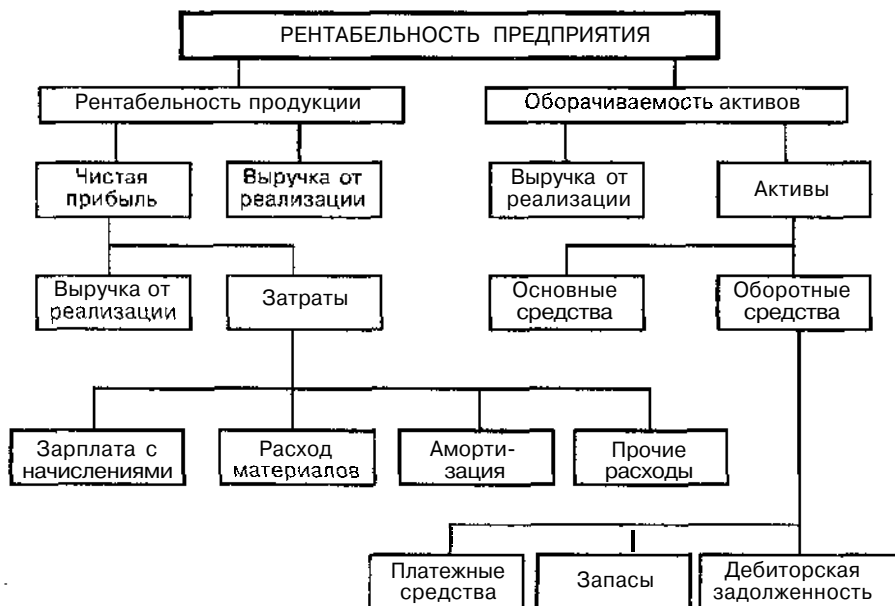 РЕНТАБЕЛЬНОСТЬ ПРЕДПРИЯТИЯ
Рентабельность продукции
Оборачиваемость активов
Чистая
прибыль
Выручка от
реализации
Выручка от
реализации
Активы
Выручка от
реализации
Затраты
Основные
средства
Оборотные
средства
Зарплата с
начислениями
Расход
материалов
Аморти-
зация
Прочие
расходы
Платежные
средства
Запасы
Дебиторская
задолженность